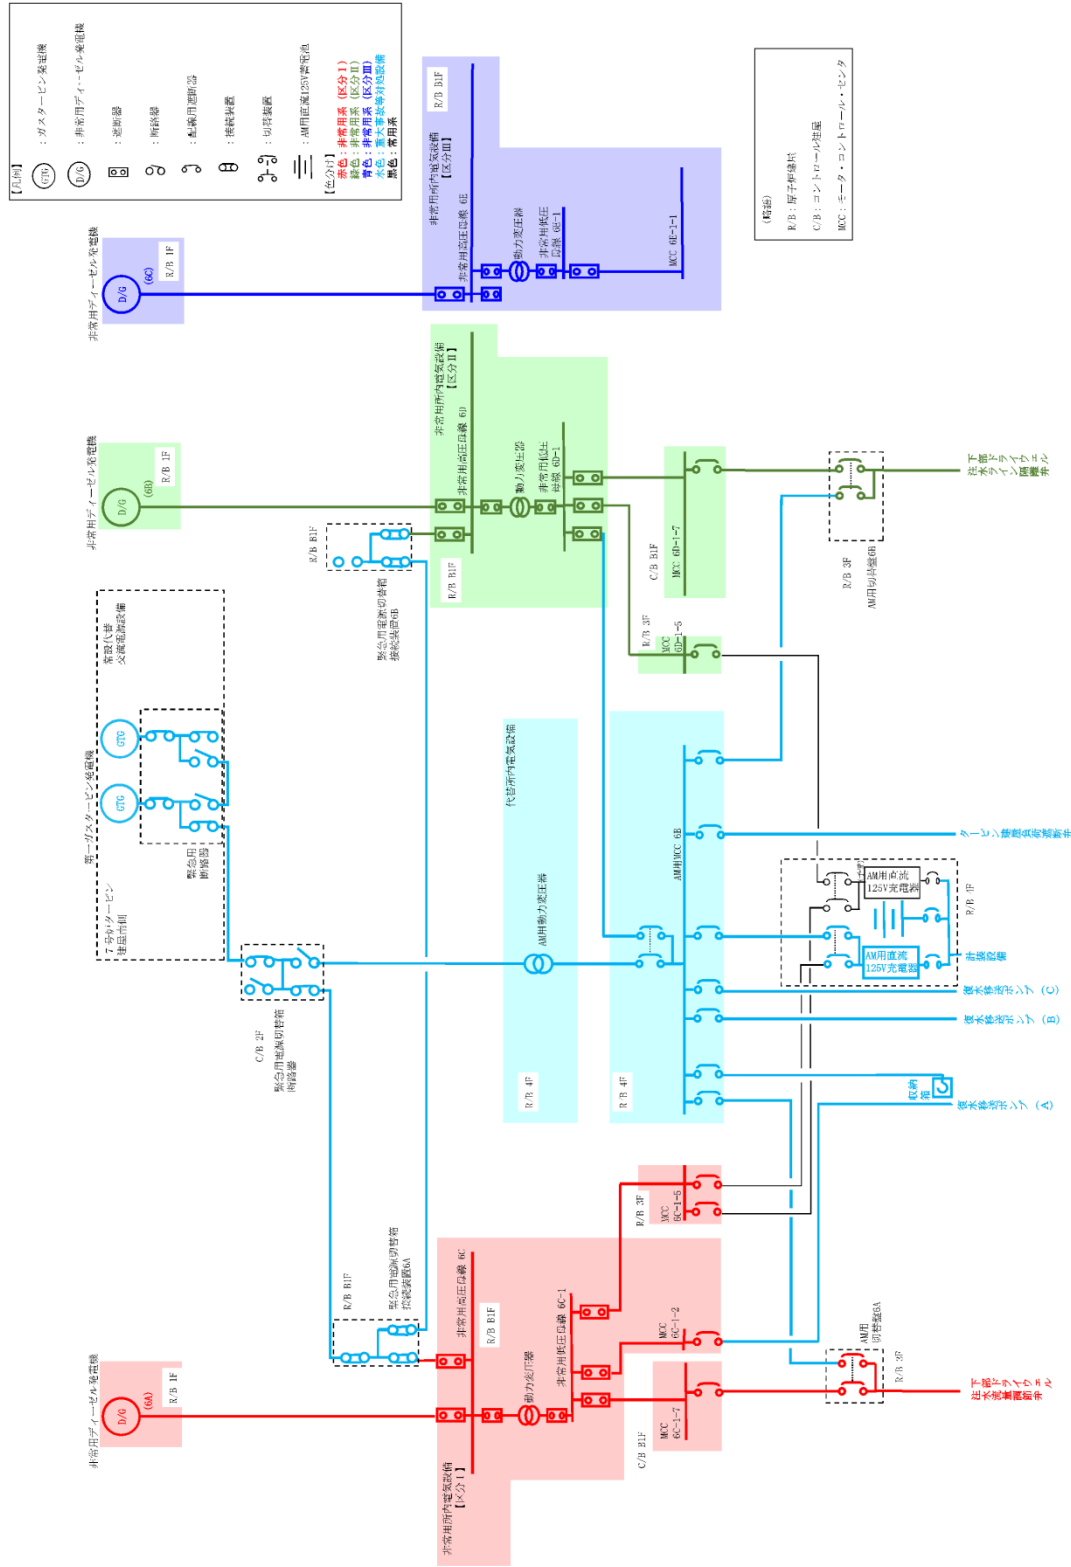 【凡例】
GTG
：ガスタービン発電機
D/G
：非常用ディーゼル発電機
：遮断器
：断路器
：配線用遮断器
：接続装置
：切替装置
：AM用直流125V蓄電池
【色分け】
赤色：非常用系（区分Ⅰ）
緑色：非常用系（区分Ⅱ）
青色：非常用系（区分Ⅲ）
水色：重大事故等対処設備
黒色：常用系
(略語)
R/B：原子炉建屋
C/B：コントロール建屋
MCC：モータ・コントロール・センタ
非常用ディーゼル発電機
D/G
(6A)
R/B 1F
第一ガスタービン発電機
7号炉タービン
建屋南側
GTG
GTG
常設代替
交流電源設備
緊急用
断路器
非常用ディーゼル発電機
D/G
(6B)
R/B 1F
非常用ディーゼル発電機
D/G
(6C)
R/B 1F
C/B 2F
緊急用電源切替箱
断路器
R/B B1F
緊急用電源切替箱
接続装置6A
R/B B1F
緊急用電源切替箱
接続装置6B
非常用所内電気設備
【区分Ⅰ】
非常用高圧母線 6C
R/B B1F
動力変圧器
非常用低圧母線 6C-1
C/B B1F
MCC
6C-1-7
MCC
6C-1-2
R/B 3F
MCC
6C-1-5
代替所内電気設備
R/B 4F
AM用動力変圧器
R/B 4F
AM用MCC 6B
非常用所内電気設備
【区分Ⅱ】
非常用高圧母線 6D
R/B B1F
動力変圧器
非常用低圧
母線 6D-1
R/B 3F
MCC
6D-1-5
C/B B1F
MCC 6D-1-7
非常用所内電気設備
【区分Ⅲ】
R/B B1F
非常用高圧母線 6E
動力変圧器
非常用低圧
母線 6E-1
MCC 6E-1-1
AM用
切替盤6A
R/B 3F
R/B 3F
AM用切替盤6B
収納
箱
AM用直流
125V充電器
AM用直流
125V充電器
R/B 4F
下部ドライウェル
注水流量調節弁
復水移送ポンプ (A)
復水移送ポンプ (B)
復水移送ポンプ (C)
計装設備
タービン建屋負荷遮断弁
下部ドライウェル
注水ライン隔離弁